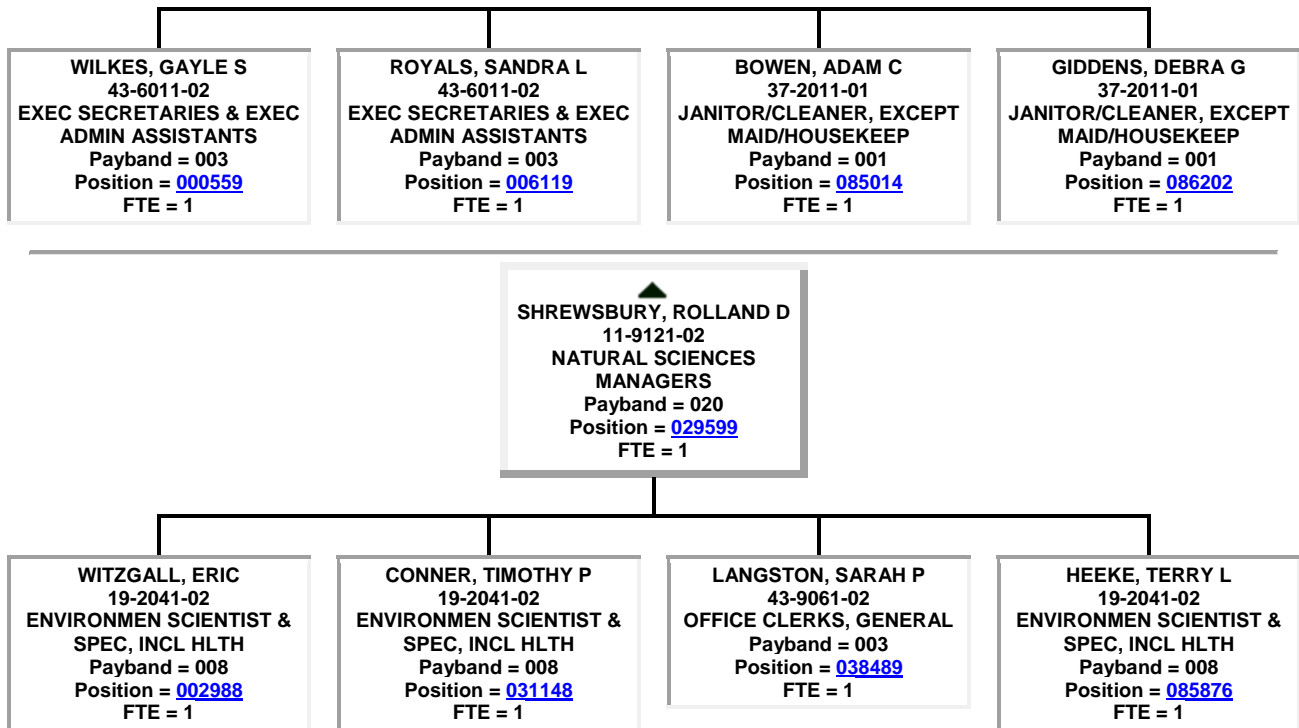 WILKES, GAYLE S
43-6011-02
EXEC SECRETARIES & EXEC
ADMIN ASSISTANTS
Payband = 003
Position = 000559
FTE = 1
ROYALS, SANDRA L
43-6011-02
EXEC SECRETARIES & EXEC
ADMIN ASSISTANTS
Payband = 003
Position = 006119
FTE = 1
BOWEN, ADAM C
37-2011-01
JANITOR/CLEANER, EXCEPT
MAID/HOUSEKEEP
Payband = 001
Position = 085014
FTE = 1
GIDDENS, DEBRA G
37-2011-01
JANITOR/CLEANER, EXCEPT
MAID/HOUSEKEEP
Payband = 001
Position = 086202
FTE = 1
SHREWSBURY, ROLLAND D
11-9121-02
NATURAL SCIENCES
MANAGERS
Payband = 020
Position = 029599
FTE = 1
WITZGALL, ERIC
19-2041-02
ENVIRONMEN SCIENTIST &
SPEC, INCL HLTH
Payband = 008
Position = 002988
FTE = 1
CONNER, TIMOTHY P
19-2041-02
ENVIRONMEN SCIENTIST &
SPEC, INCL HLTH
Payband = 008
Position = 031148
FTE = 1
LANGSTON, SARAH P
43-9061-02
OFFICE CLERKS, GENERAL
Payband = 003
Position = 038489
FTE = 1
HEEKE, TERRY L
19-2041-02
ENVIRONMEN SCIENTIST &
SPEC, INCL HLTH
Payband = 008
Position = 085876
FTE = 1